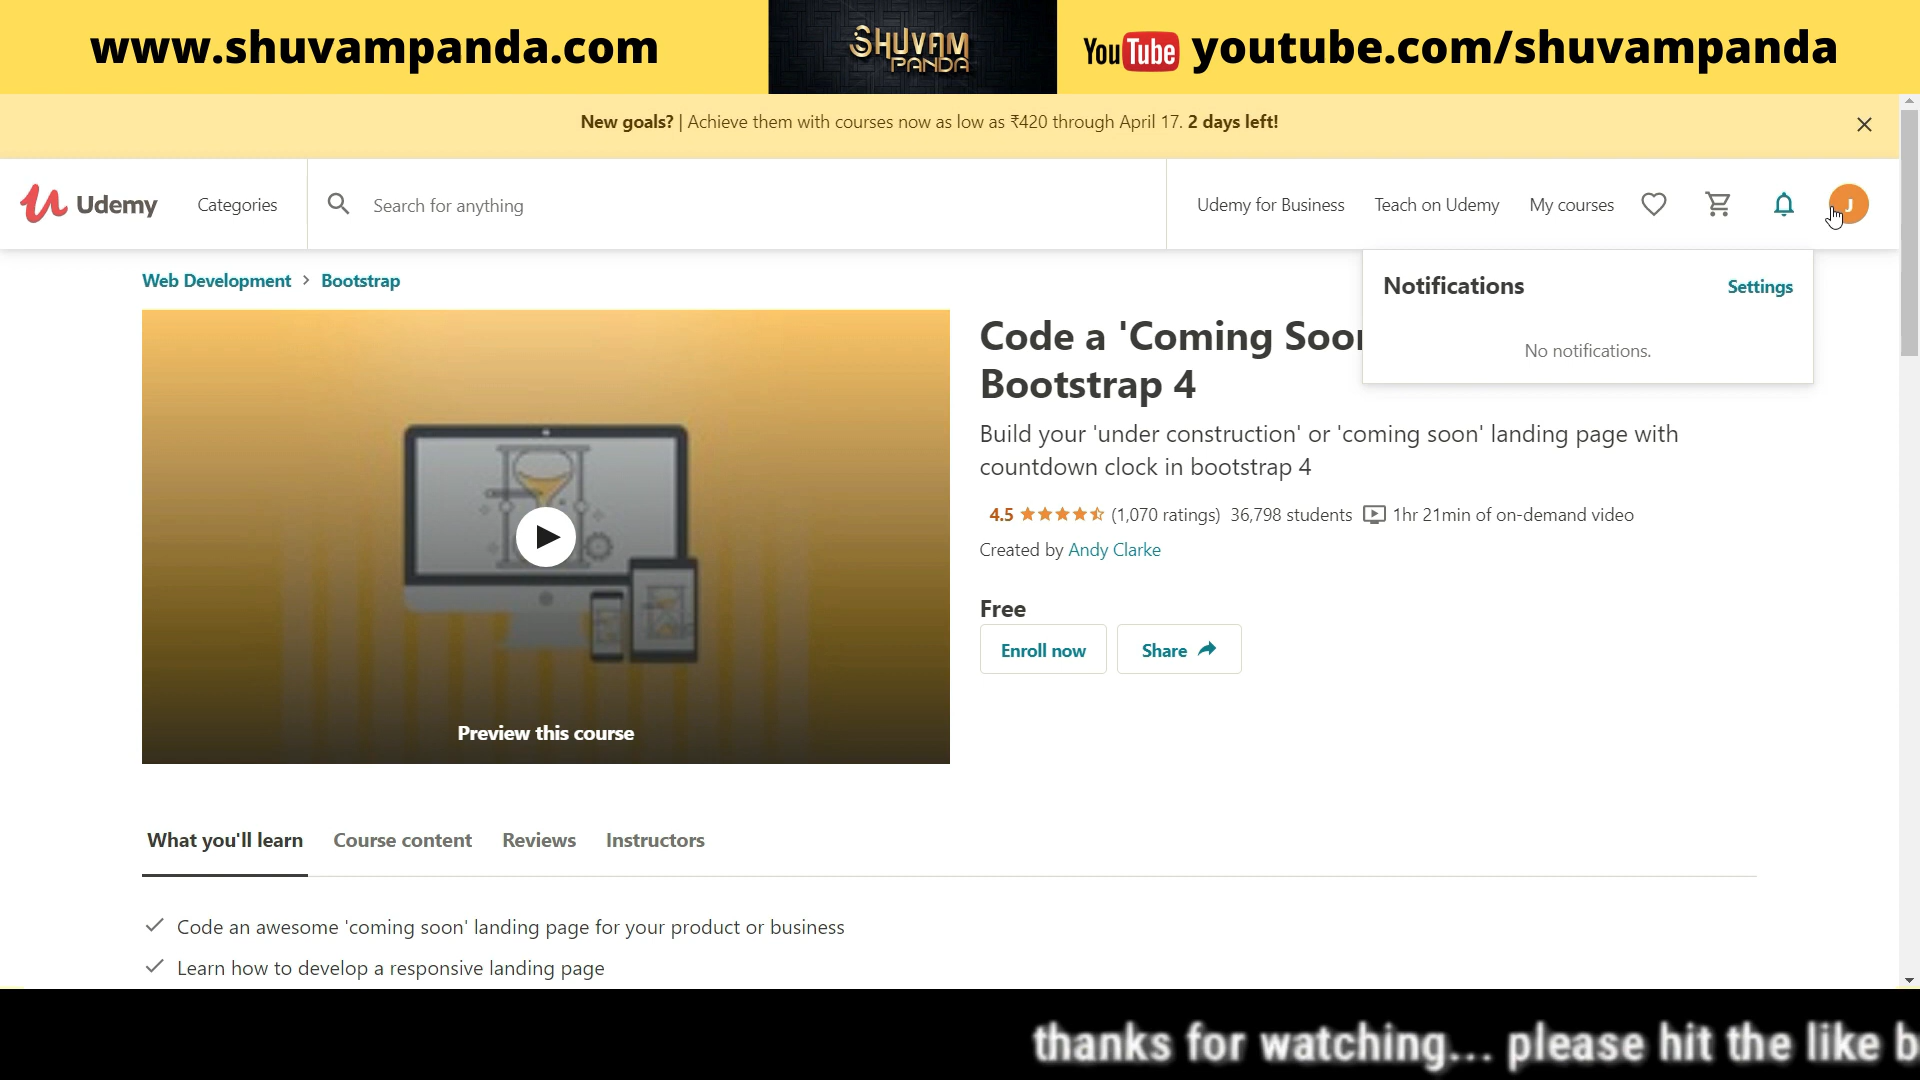 www.shuvampanda.com
SHUVAM
PANDA
YouTube youtube.com/shuvampanda
New goals? | Achieve them with courses now as low as ₹420 through April 17. 2 days left!
Udemy
Categories
Search for anything
Udemy for Business
Teach on Udemy
My courses
J
Web Development > Bootstrap
Notifications
Settings
No notifications.
Code a 'Coming Soo
Bootstrap 4
Build your 'under construction' or 'coming soon' landing page with
countdown clock in bootstrap 4
4.5 (1,070 ratings) 36,798 students 1hr 21min of on-demand video
Created by Andy Clarke
Free
Enroll now
Share
Preview this course
What you'll learn
Course content
Reviews
Instructors
Code an awesome 'coming soon' landing page for your product or business
Learn how to develop a responsive landing page
thanks for watching... please hit the like b